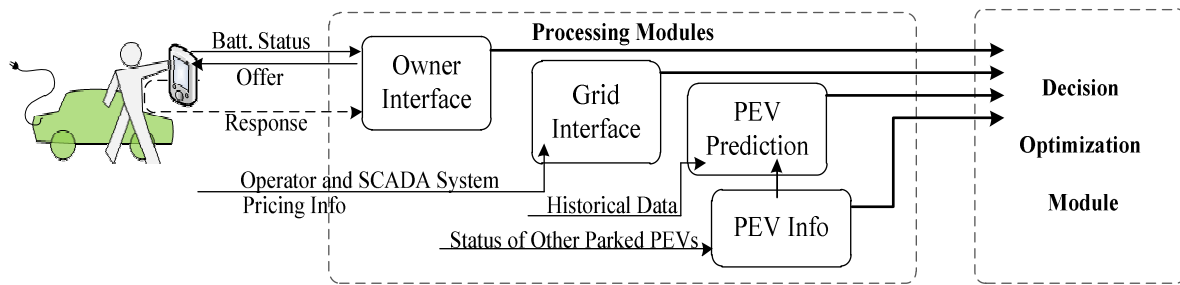 Batt. Status
Offer
Response
Processing Modules
Owner
Interface
Grid
Interface
PEV
Prediction
PEV Info
Operator and SCADA System
Pricing Info
Historical Data
Status of Other Parked PEVs
Decision
Optimization
Module